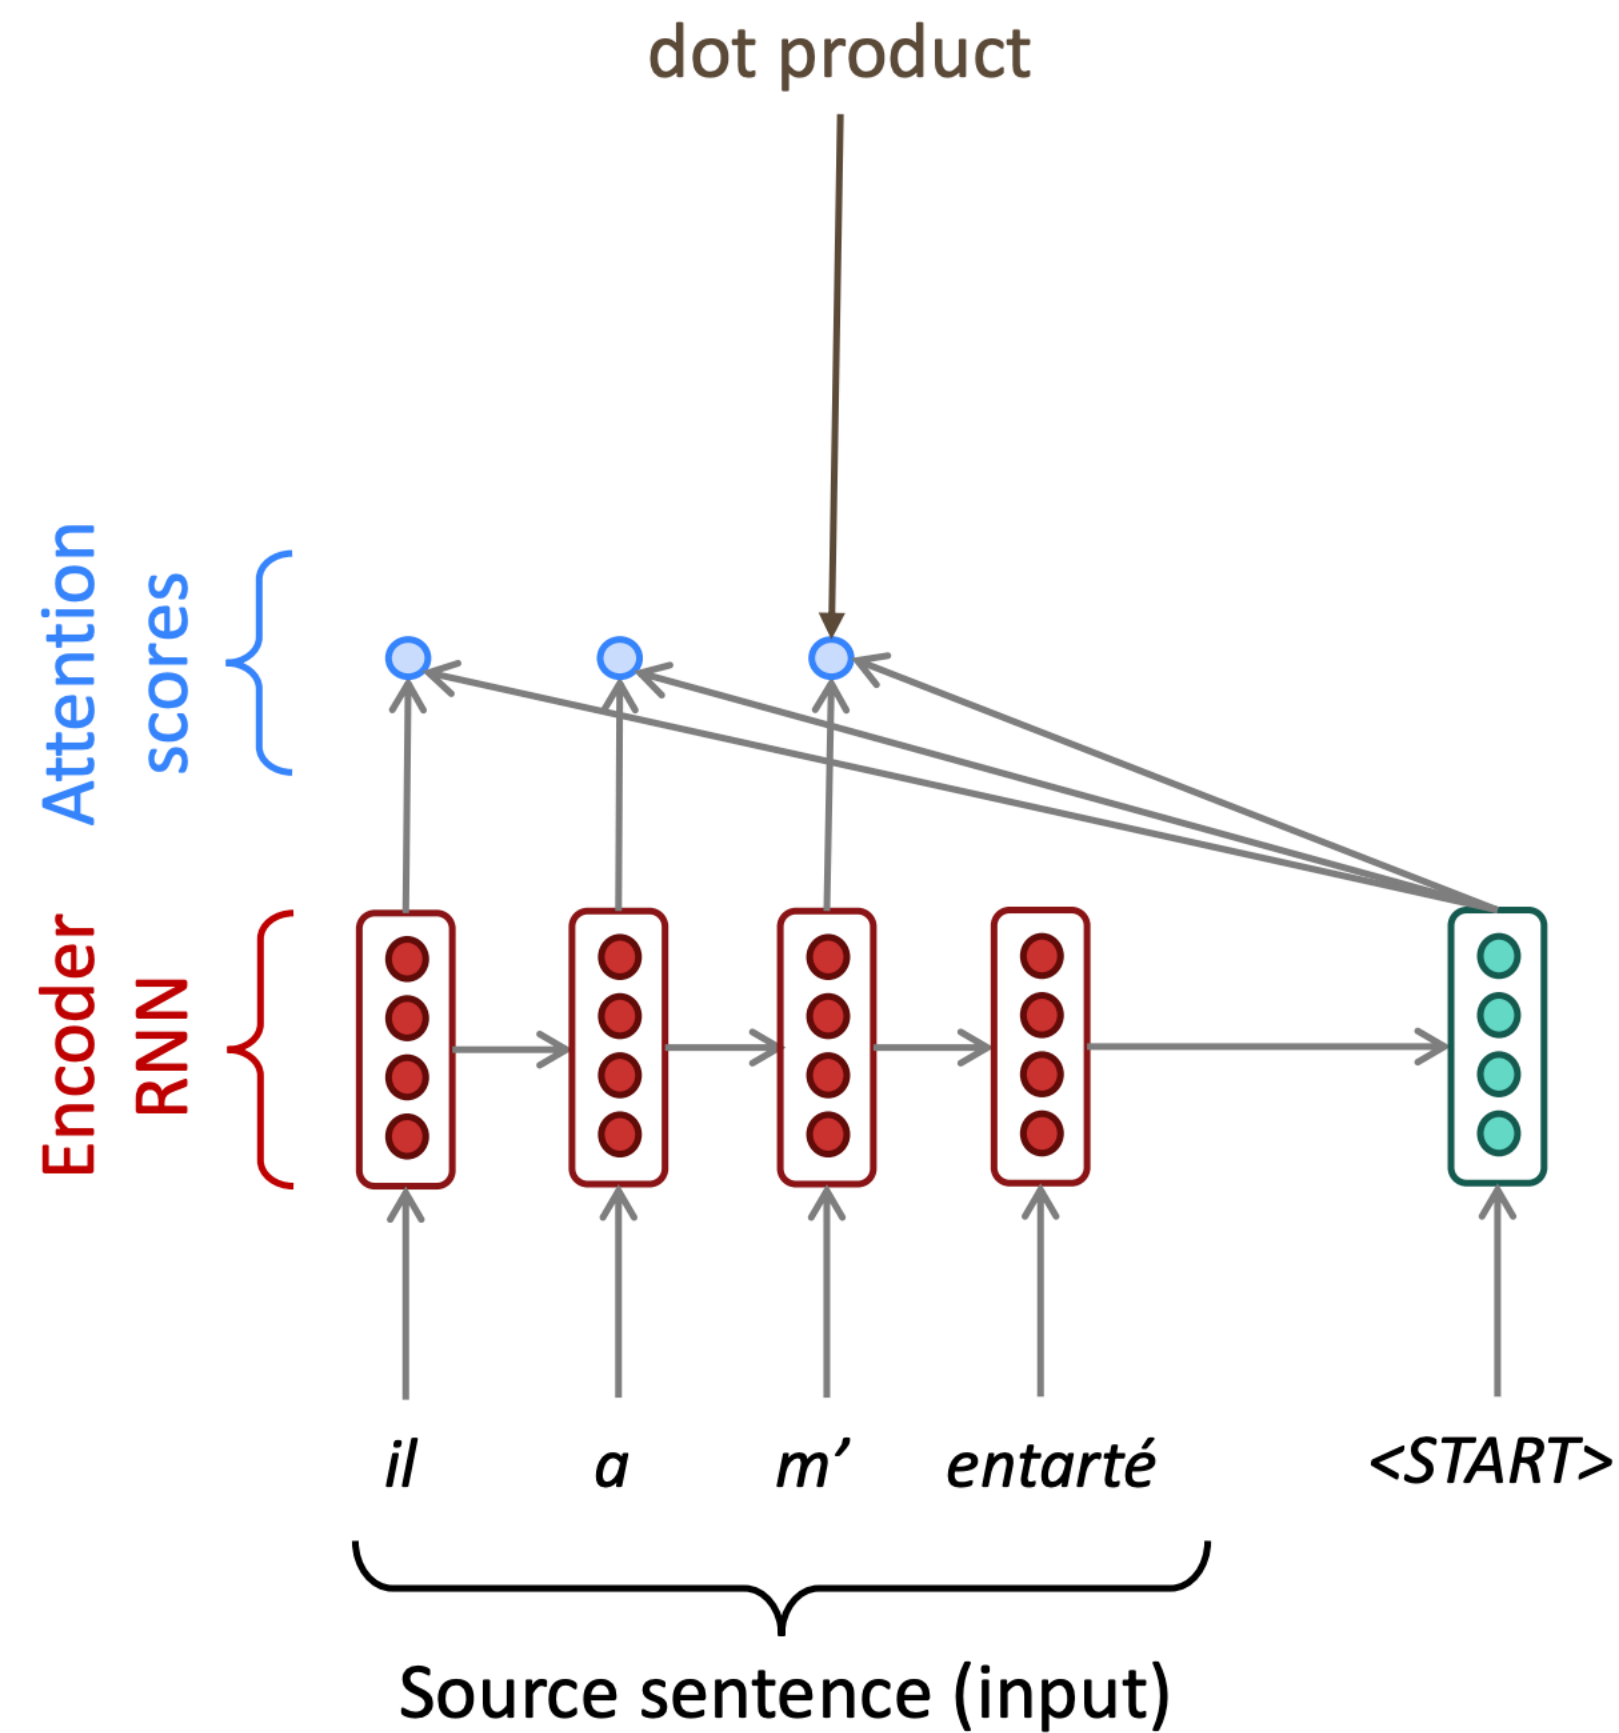 dot product
Attention
scores
Encoder
RNN
il a m’ entarté <START>
Source sentence (input)